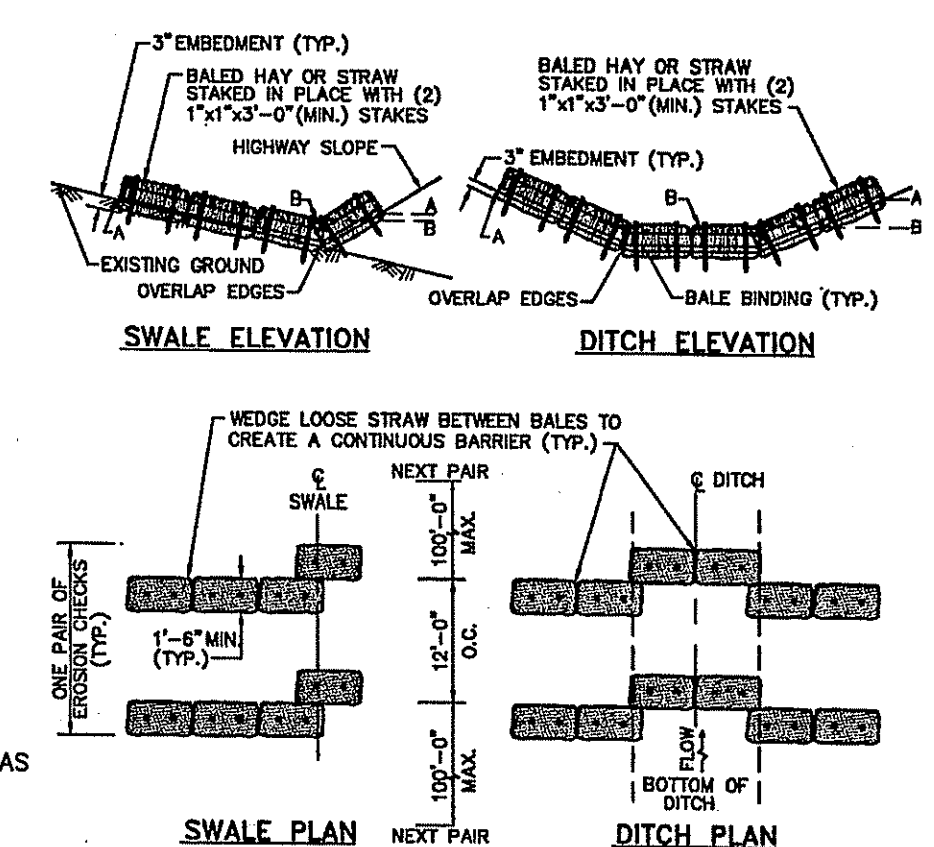 3" EMBEDMENT (TYP.)
BALED HAY OR STRAW
STAKED IN PLACE WITH (2)
1"x1"x3'-0"(MIN.) STAKES
HIGHWAY SLOPE
B
A
B
A
EXISTING GROUND
OVERLAP EDGES
SWALE ELEVATION
BALED HAY OR STRAW
STAKED IN PLACE WITH (2)
1"x1"x3'-0"(MIN.) STAKES
3" EMBEDMENT (TYP.)
B
A
A
B
OVERLAP EDGES
BALE BINDING (TYP.)
DITCH ELEVATION
WEDGE LOOSE STRAW BETWEEN BALES TO
CREATE A CONTINUOUS BARRIER (TYP.)
℄
SWALE
NEXT PAIR
℄ DITCH
100'-0"
MAX.
ONE PAIR OF
EROSION CHECKS
(TYP.)
1'-6" MIN.
(TYP.)
12'-0"
O.C.
100'-0"
MAX.
FLOW
BOTTOM OF
DITCH
AS
SWALE PLAN
NEXT PAIR
DITCH PLAN